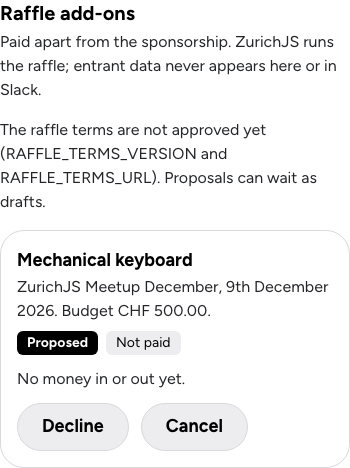 Raffle add-ons
Paid apart from the sponsorship. ZurichJS runs
the raffle; entrant data never appears here or in
Slack.
The raffle terms are not approved yet
(RAFFLE_TERMS_VERSION and
RAFFLE_TERMS_URL). Proposals can wait as
drafts.
Mechanical keyboard
ZurichJS Meetup December, 9th December
2026. Budget CHF 500.00.
Proposed Not paid
No money in or out yet.
Decline Cancel